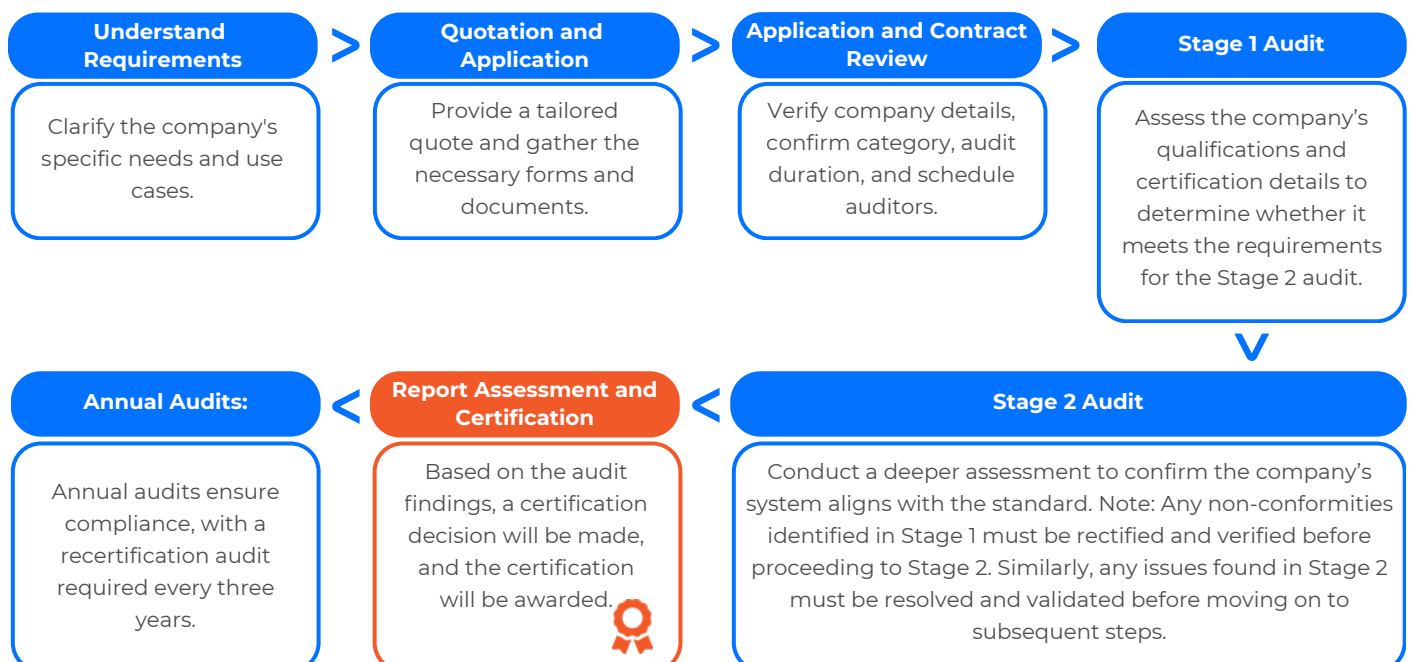 Understand
Requirements
>
Quotation and
Application
>
Application and Contract
Review
>
Stage 1 Audit
Clarify the company's
specific needs and use
cases.
Provide a tailored
quote and gather the
necessary forms and
documents.
Verify company details,
confirm category, audit
duration, and schedule
auditors.
Assess the company’s
qualifications and
certification details to
determine whether it
meets the requirements
for the Stage 2 audit.
Stage 2 Audit
Conduct a deeper assessment to confirm the company’s
system aligns with the standard. Note: Any non-conformities
identified in Stage 1 must be rectified and verified before
proceeding to Stage 2. Similarly, any issues found in Stage 2
must be resolved and validated before moving on to
subsequent steps.
<
Report Assessment and
Certification
Based on the audit
findings, a certification
decision will be made,
and the certification
will be awarded.
<
Annual Audits:
Annual audits ensure
compliance, with a
recertification audit
required every three
years.